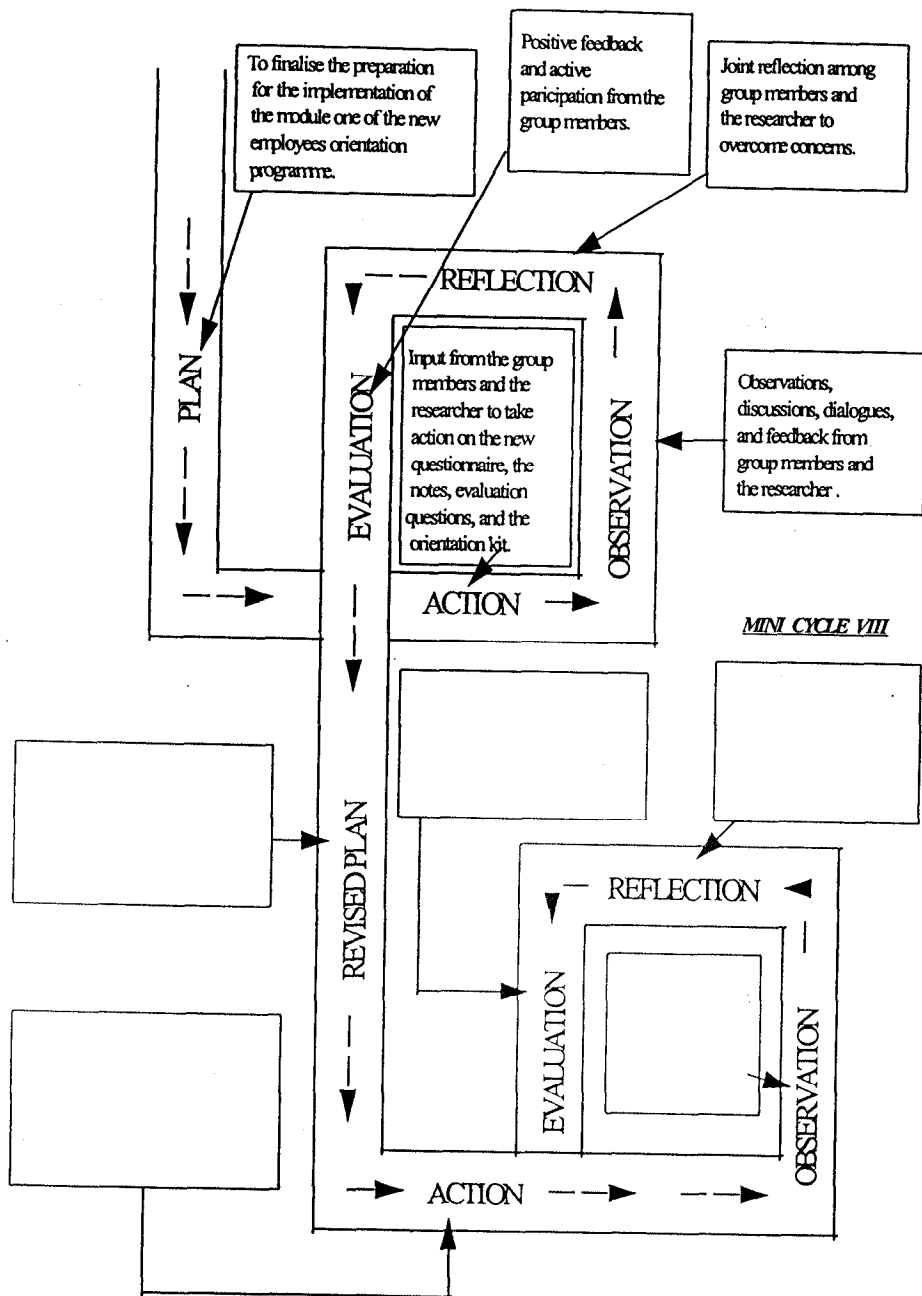 To finalise the preparation
for the implementation of
the module one of the new
employees orientation
programme.
Positive feedback
and active
paricipation from the
group members.
Joint reflection among
group members and
the researcher to
overcome concerns.
REFLECTION
PLAN
EVALUATION
Input from the group
members and the
researcher to take
action on the new
questionnaire, the
notes, evaluation
questions, and the
orientation kit.
OBSERVATION
Observations,
discussions, dialogues,
and feedback from
group members and
the researcher .
ACTION
MINI CYCLE VIII
REVISED PLAN
REFLECTION
EVALUATION
OBSERVATION
ACTION